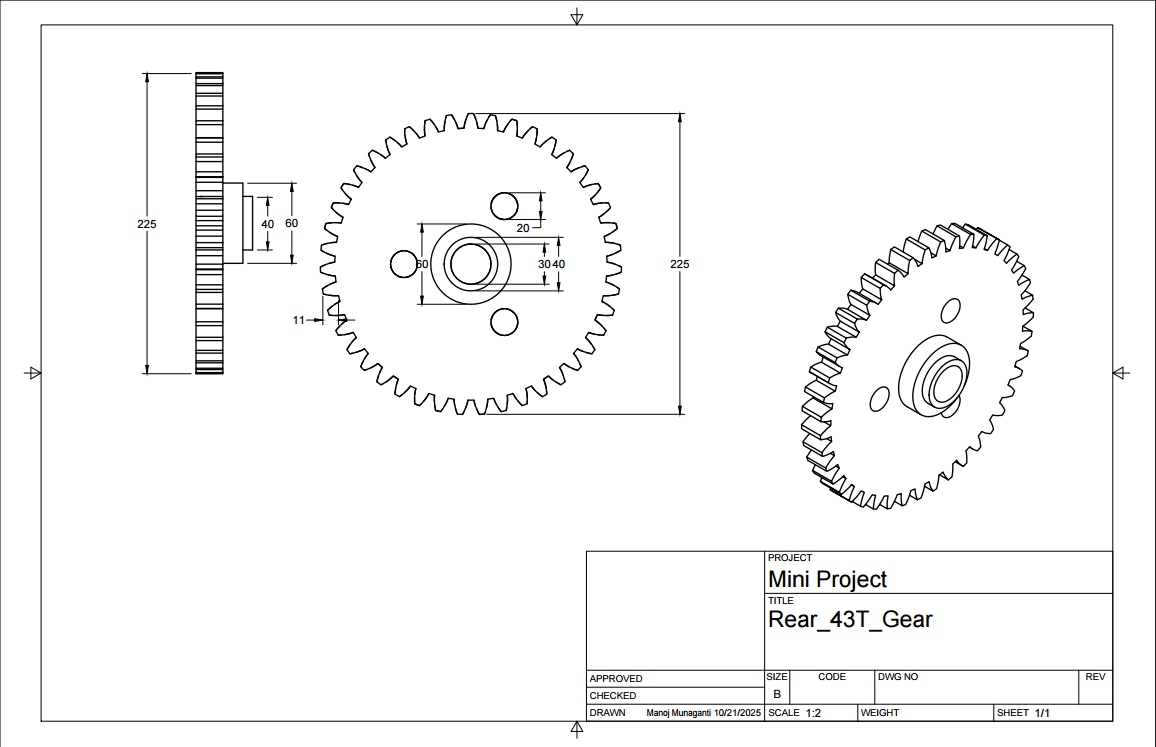 225
40
60
20
60
30
40
225
11
PROJECT
Mini Project
TITLE
Rear_43T_Gear
APPROVED
CHECKED
DRAWN Manoj Munaganti 10/21/2025
SIZE
B
CODE
DWG NO
REV
SCALE 1:2
WEIGHT
SHEET 1/1